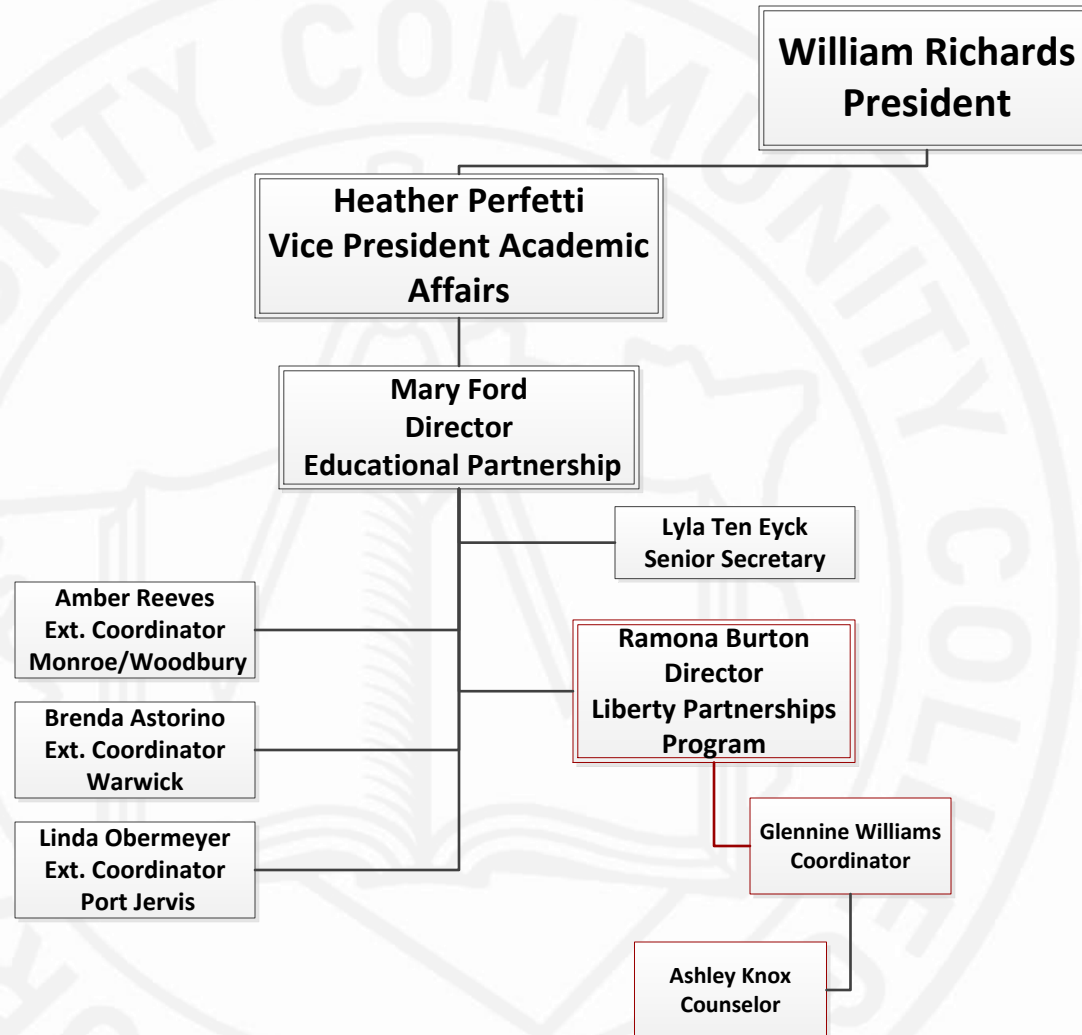 William Richards
President
Heather Perfetti
Vice President Academic
Affairs
Mary Ford
Director
Educational Partnership
Lyla Ten Eyck
Senior Secretary
Amber Reeves
Ext. Coordinator
Monroe/Woodbury
Ramona Burton
Director
Liberty Partnerships
Program
Brenda Astorino
Ext. Coordinator
Warwick
Glennine Williams
Coordinator
Linda Obermeyer
Ext. Coordinator
Port Jervis
Ashley Knox
Counselor
COMMUNITY COLLEGE